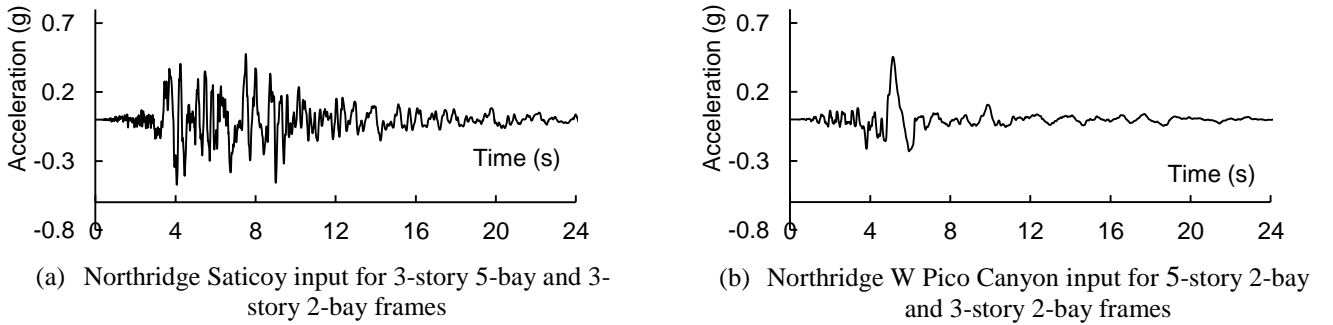 Acceleration (g)
0.7
0.2
-0.3
-0.8
Time (s)
0 4 8 12 16 20 24
(a) Northridge Saticoy input for 3-story 5-bay and 3-
story 2-bay frames
Acceleration (g)
0.7
0.2
-0.3
-0.8
Time (s)
0 4 8 12 16 20 24
(b) Northridge W Pico Canyon input for 5-story 2-bay
and 3-story 2-bay frames